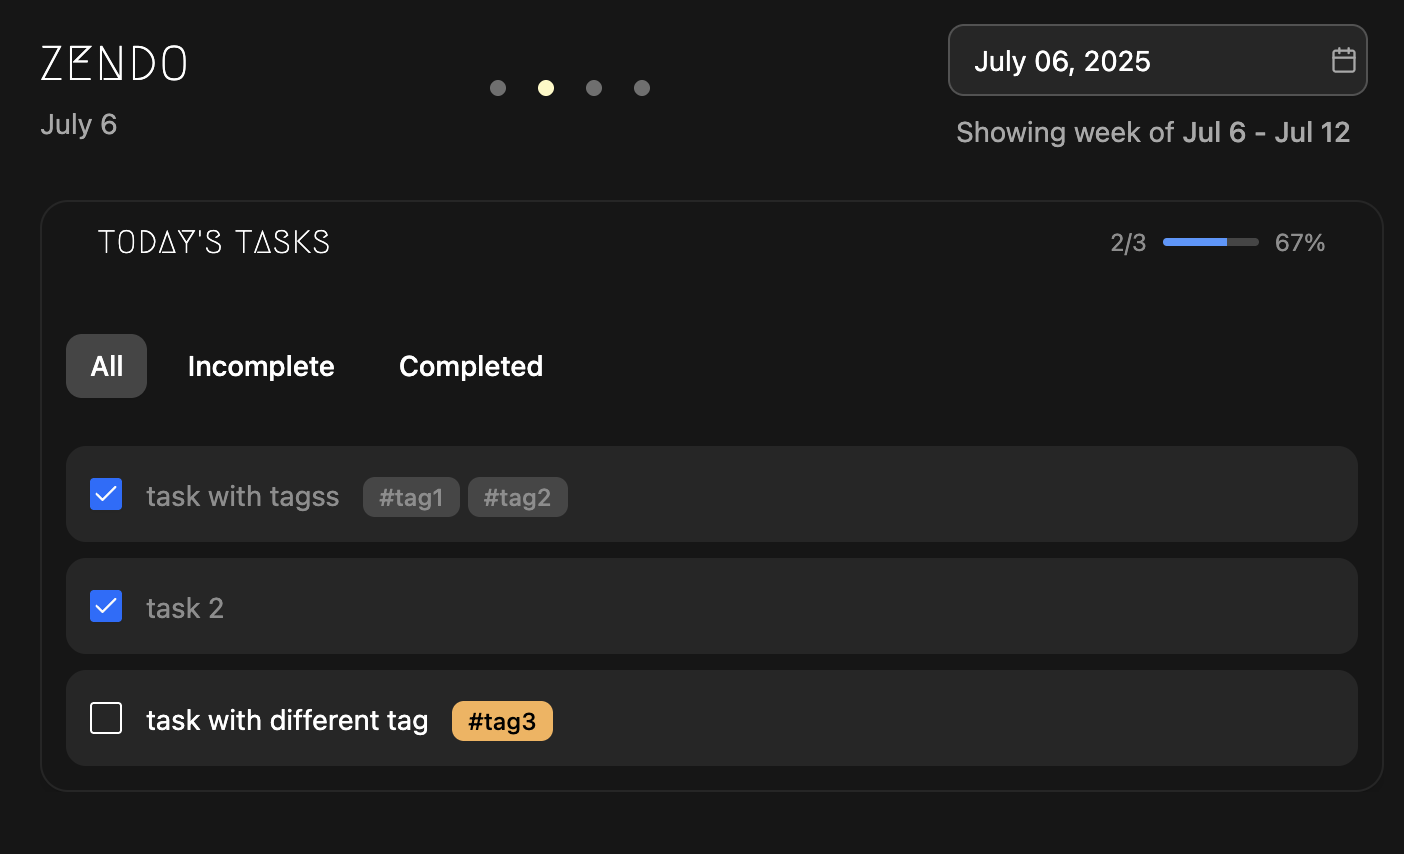 ZENDO
July 6
July 06, 2025
Showing week of Jul 6 - Jul 12
TODAY'S TASKS
2/3 67%
All Incomplete Completed
task with tagss #tag1 #tag2
task 2
task with different tag #tag3